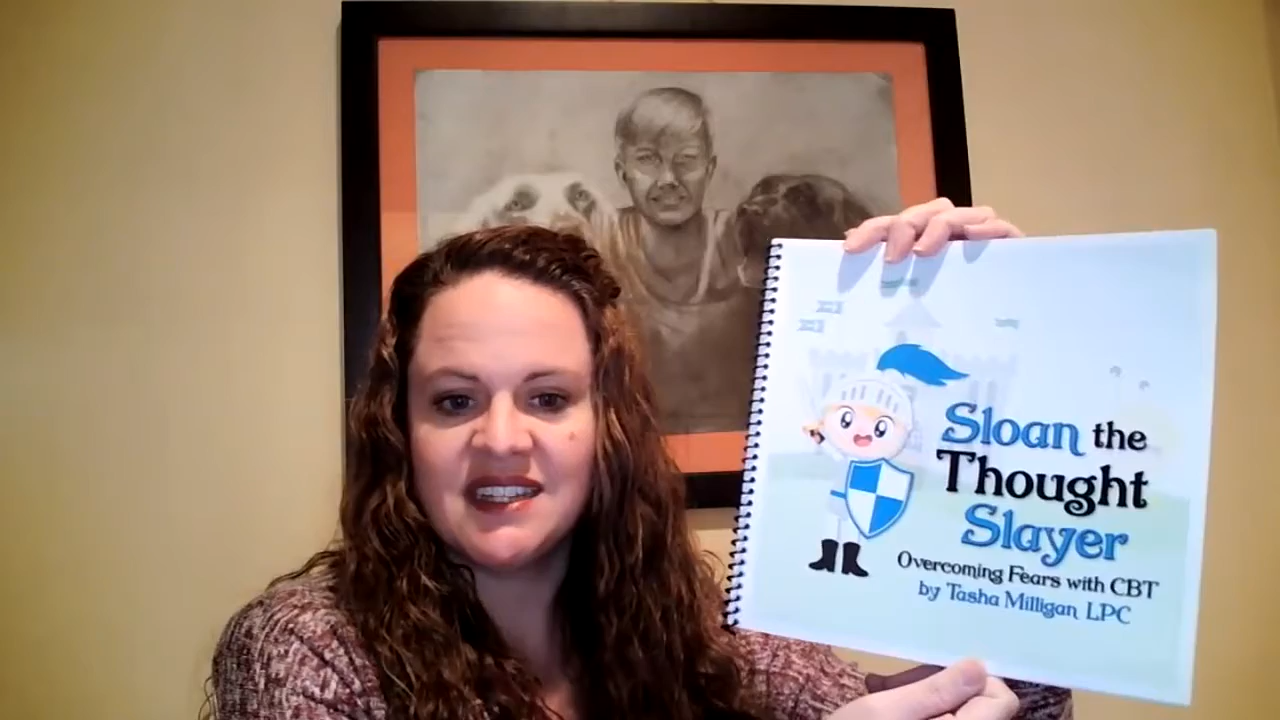 Sloan the
Thought
Slayer
Overcoming Fears with CBT
by Tasha Milligan LPC